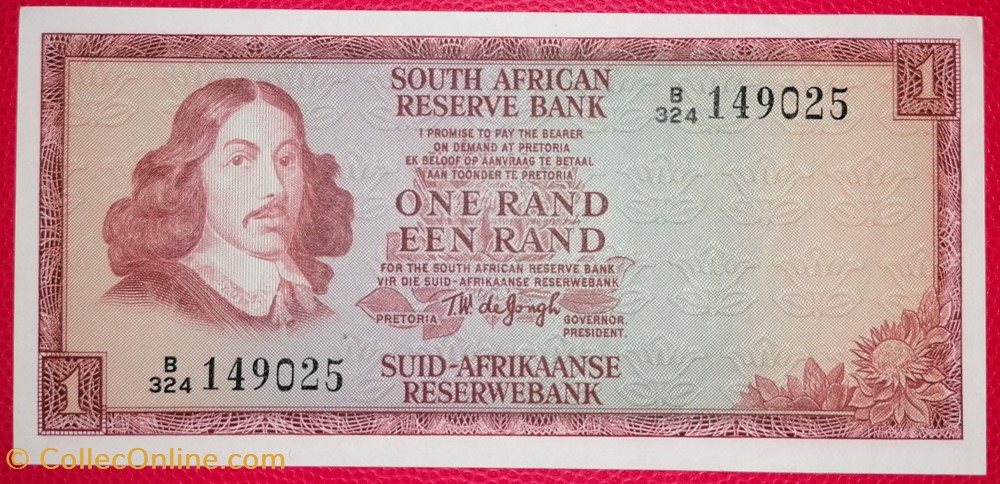 SOUTH AFRICAN
RESERVE BANK
B
324 149025
1
I PROMISE TO PAY THE BEARER
ON DEMAND AT PRETORIA
EK BELOOF OP AANVRAAG TE BETAAL
AAN TOONDER TE PRETORIA
ONE RAND
EEN RAND
FOR THE SOUTH AFRICAN RESERVE BANK
VIR DIE SUID-AFRIKAANSE RESERWEBANK
T.W. de Jongh
PRETORIA
GOVERNOR.
PRESIDENT.
B
324 149025
1
SUID-AFRIKAANSE
RESERWEBANK
© CollecOnline.com